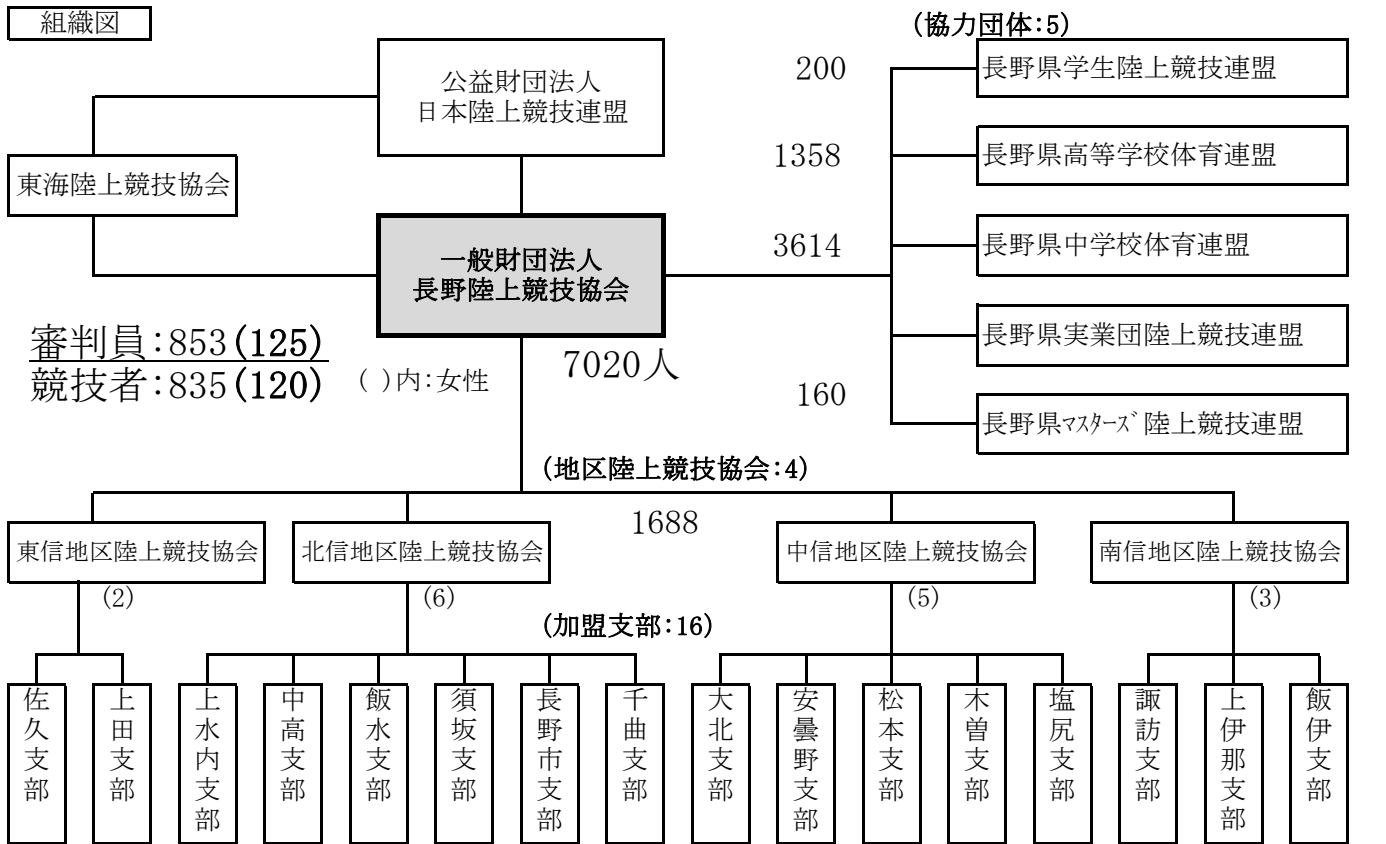 組織図
(協力団体:5)
公益財団法人
日本陸上競技連盟
200
長野県学生陸上競技連盟
1358
長野県高等学校体育連盟
東海陸上競技協会
一般財団法人
長野陸上競技協会
3614
長野県中学校体育連盟
審判員:853(125)
競技者:835(120)
( )内:女性
7020人
長野県実業団陸上競技連盟
160
長野県マスターズ陸上競技連盟
(地区陸上競技協会:4)
1688
東信地区陸上競技協会
北信地区陸上競技協会
中信地区陸上競技協会
南信地区陸上競技協会
(2)
(6)
(5)
(3)
(加盟支部:16)
佐久支部
上田支部
上水内支部
中高支部
飯水支部
須坂支部
長野市支部
千曲支部
大北支部
安曇野支部
松本支部
木曽支部
塩尻支部
諏訪支部
上伊那支部
飯伊支部